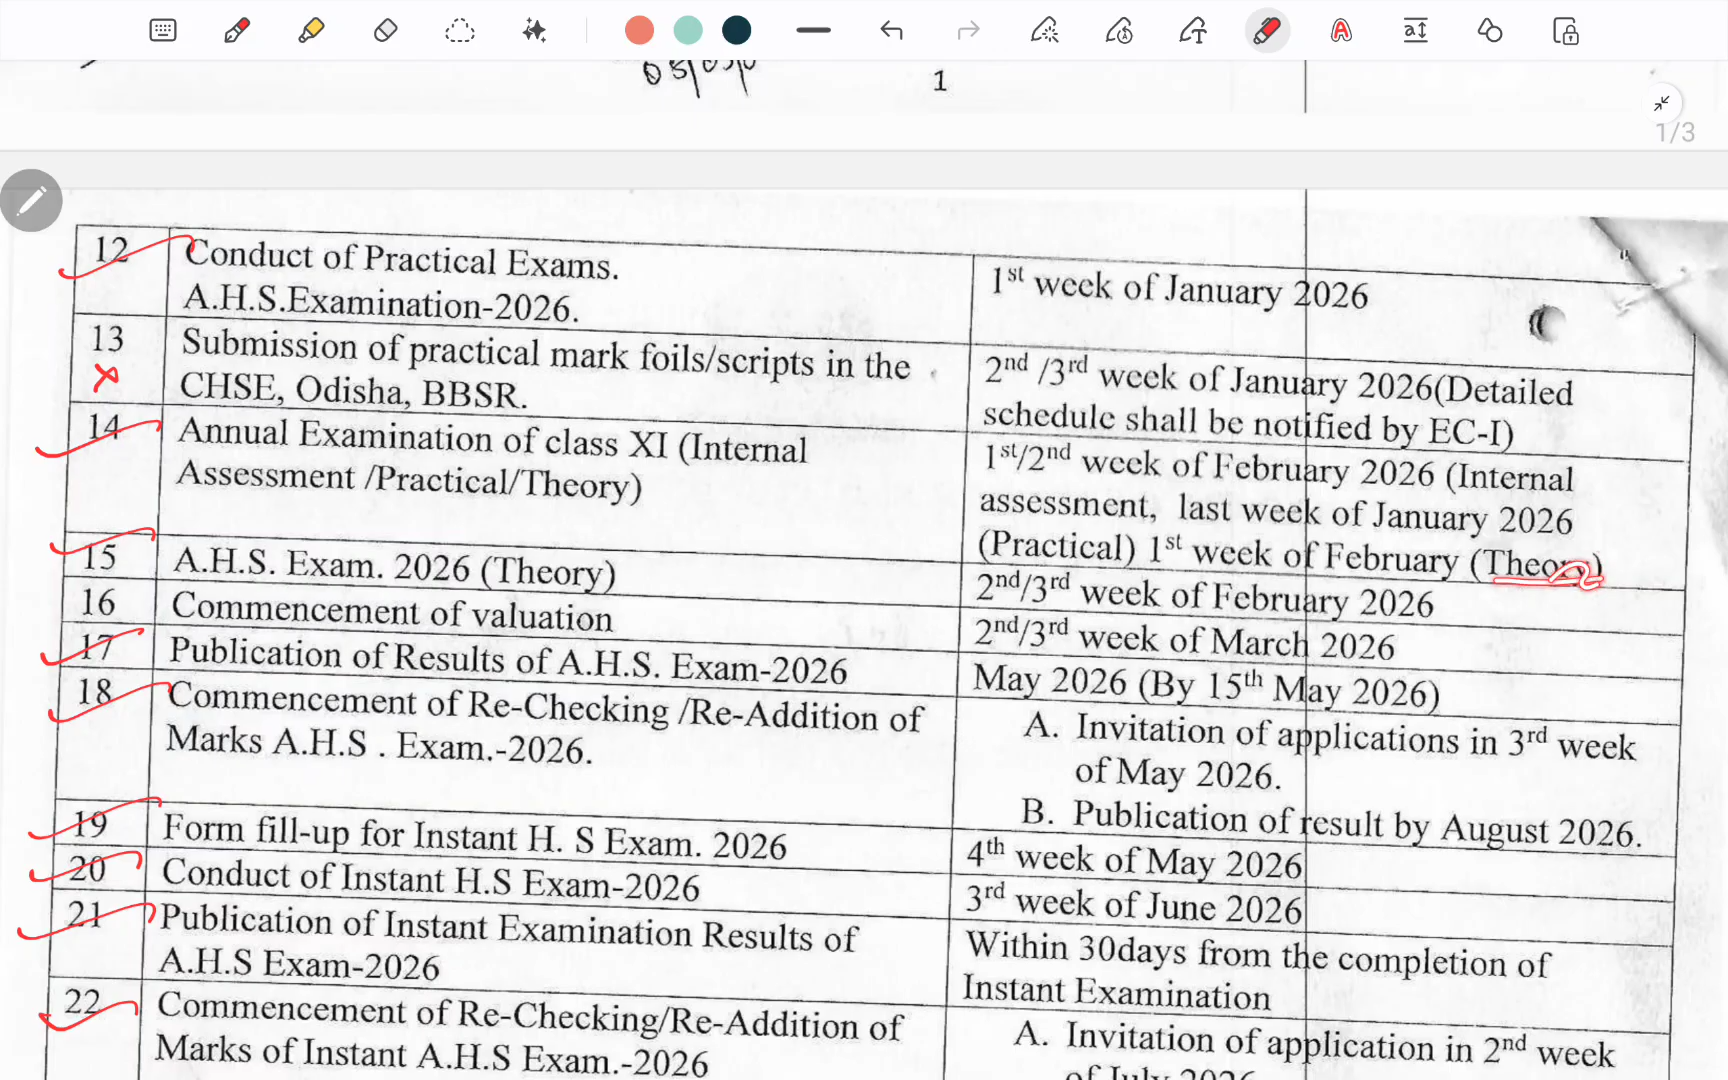 1
1/3
12 Conduct of Practical Exams. 1st week of January 2026
A.H.S.Examination-2026.
13 Submission of practical mark foils/scripts in the 2nd /3rd week of January 2026(Detailed
CHSE, Odisha, BBSR. schedule shall be notified by EC-I)
14 Annual Examination of class XI (Internal 1st/2nd week of February 2026 (Internal
Assessment /Practical/Theory) assessment, last week of January 2026
(Practical) 1st week of February (Theory)
15 A.H.S. Exam. 2026 (Theory) 2nd/3rd week of February 2026
16 Commencement of valuation 2nd/3rd week of March 2026
17 Publication of Results of A.H.S. Exam-2026 May 2026 (By 15th May 2026)
18 Commencement of Re-Checking /Re-Addition of A. Invitation of applications in 3rd week
Marks A.H.S . Exam.-2026. of May 2026.
B. Publication of result by August 2026.
19 Form fill-up for Instant H. S Exam. 2026 4th week of May 2026
20 Conduct of Instant H.S Exam-2026 3rd week of June 2026
21 Publication of Instant Examination Results of Within 30days from the completion of
A.H.S Exam-2026 Instant Examination
22 Commencement of Re-Checking/Re-Addition of A. Invitation of application in 2nd week
Marks of Instant A.H.S Exam.-2026 of July 2026